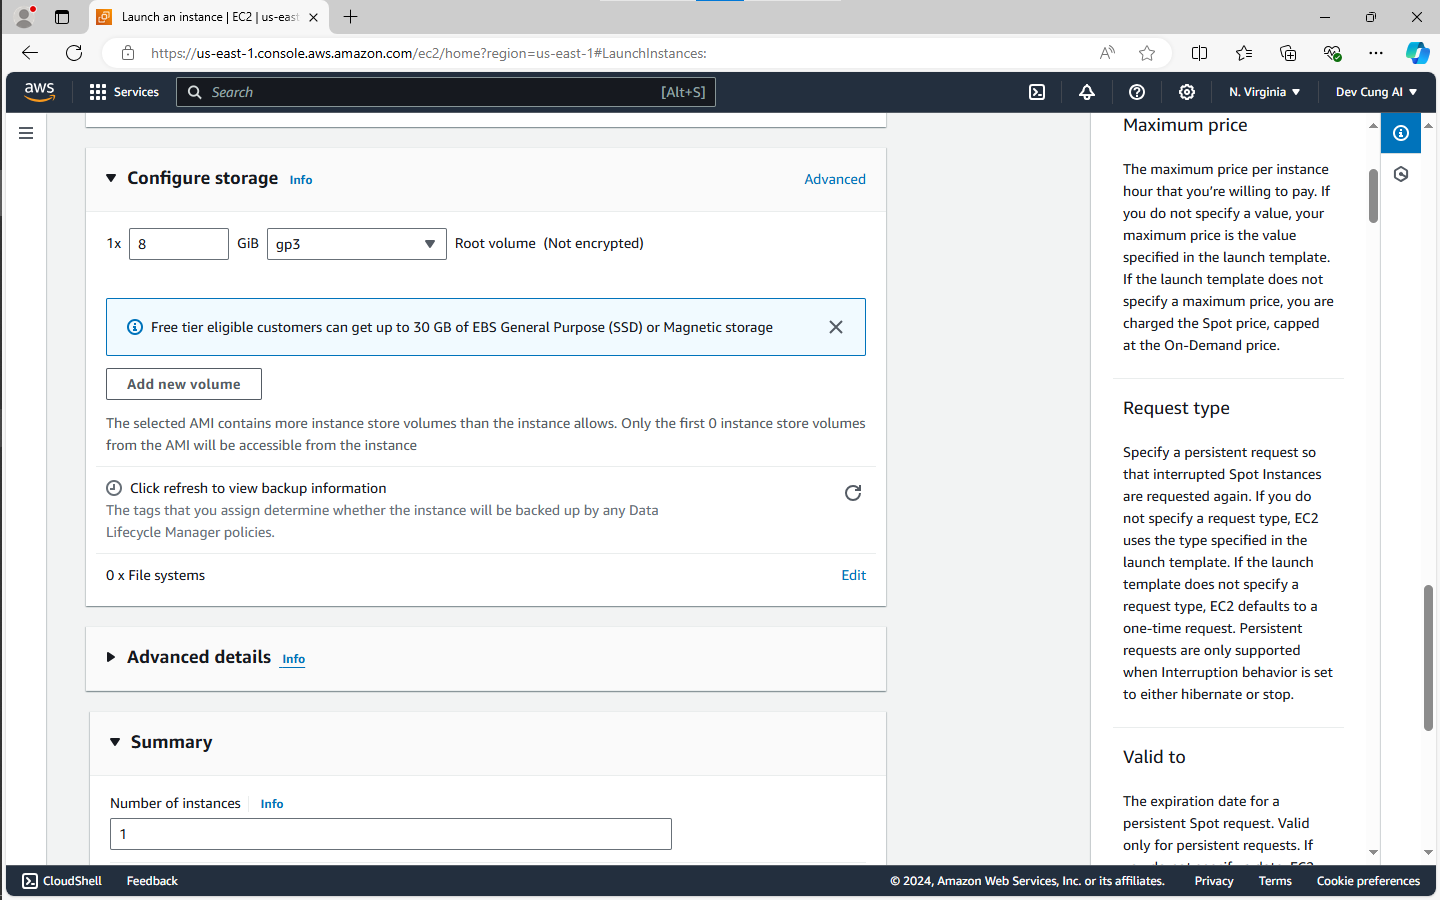 Launch an instance | EC2 | us-east
https://us-east-1.console.aws.amazon.com/ec2/home?region=us-east-1#LaunchInstances:
aws
Services
Search
[Alt+S]
N. Virginia
Dev Cung AI
Configure storage
Info
Advanced
1x
8
GiB
gp3
Root volume (Not encrypted)
Free tier eligible customers can get up to 30 GB of EBS General Purpose (SSD) or Magnetic storage
Add new volume
The selected AMI contains more instance store volumes than the instance allows. Only the first 0 instance store volumes
from the AMI will be accessible from the instance
Click refresh to view backup information
The tags that you assign determine whether the instance will be backed up by any Data
Lifecycle Manager policies.
0 x File systems
Edit
Advanced details
Info
Summary
Number of instances
Info
1
Maximum price
The maximum price per instance
hour that you're willing to pay. If
you do not specify a value, your
maximum price is the value
specified in the launch template.
If the launch template does not
specify a maximum price, you are
charged the Spot price, capped
at the On-Demand price.
Request type
Specify a persistent request so
that interrupted Spot Instances
are requested again. If you do
not specify a request type, EC2
uses the type specified in the
launch template. If the launch
template does not specify a
request type, EC2 defaults to a
one-time request. Persistent
requests are only supported
when Interruption behavior is set
to either hibernate or stop.
Valid to
The expiration date for a
persistent Spot request. Valid
only for persistent requests. If
CloudShell
Feedback
© 2024, Amazon Web Services, Inc. or its affiliates.
Privacy
Terms
Cookie preferences